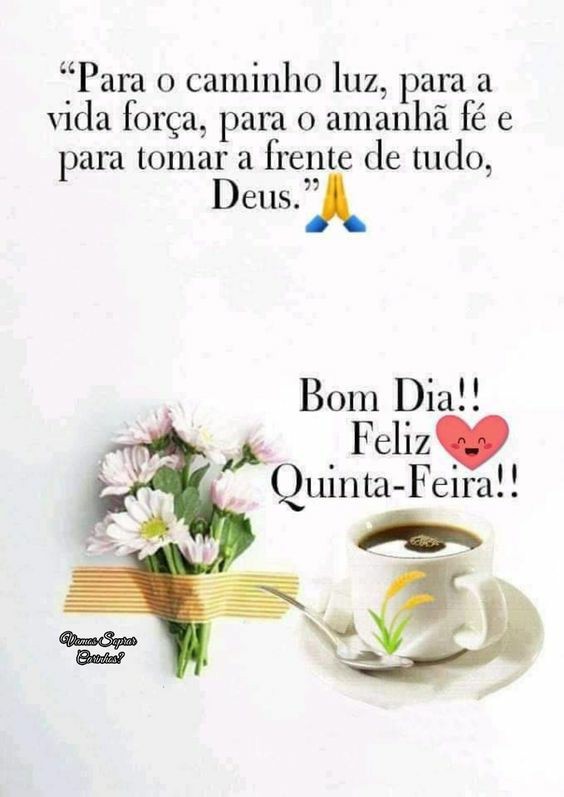 “Para o caminho luz, para a
vida força, para o amanhã fé e
para tomar a frente de tudo,
Deus.”🙏
Bom Dia!!
Feliz
Quinta-Feira!!
Vamos Soprar
Carinhos?